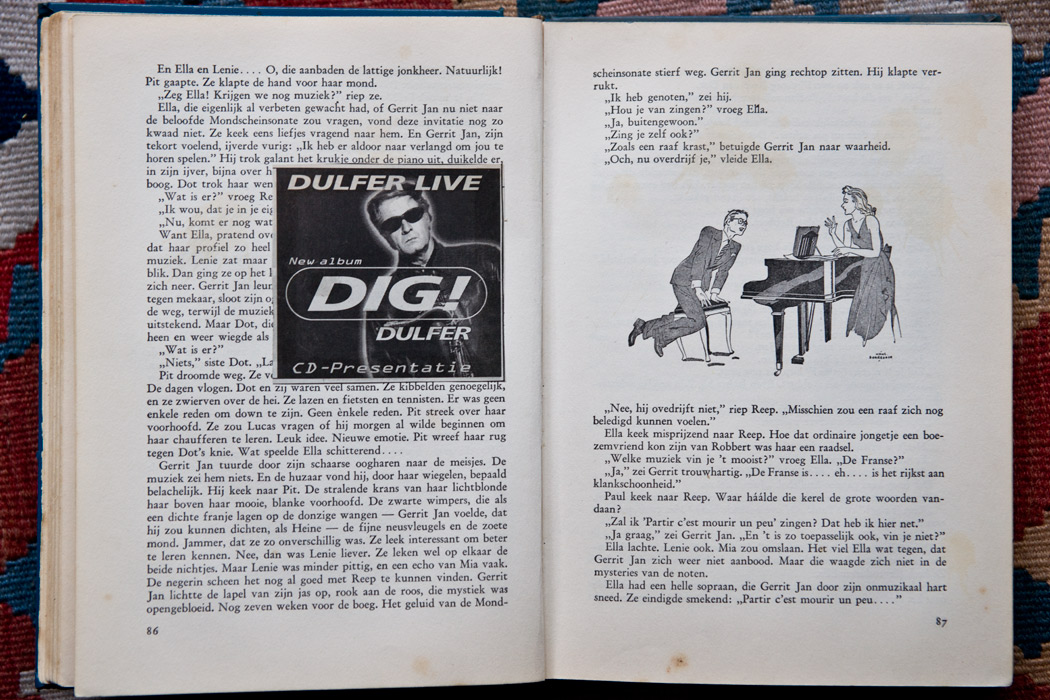 En Ella en Lenie.... O, die aanbaden de lattige jonkheer. Natuurlijk!
Pit gaapte. Ze klapte de hand voor haar mond.
„Zeg Ella! Krijgen we nog muziek?” riep ze.
Ella, die eigenlijk al verbeten gewacht had, of Gerrit Jan nu niet naar
de beloofde Mondscheinsonate zou vragen, vond deze invitatie nog zo
kwaad niet. Ze keek eens liefjes vragend naar hem. En Gerrit Jan, zijn
tekort voelend, ijverde vurig: „Ik heb er aldoor naar verlangd om jou te
horen spelen.” Hij trok galant het krukje onder de piano uit, duikelde er,
in zijn ijver, bijna over h
boog. Dot trok haar wen
„Wat is er?” vroeg Re
„Ik wou, dat je in je eig
„Nu, komt er nog wat
Want Ella, pratend ove
dat haar profiel zo heel
muziek. Lenie zat maar
blik. Dan ging ze op het l
zich neer. Gerrit Jan leun
tegen mekaar, sloot zijn o
de weg, terwijl de muziek
uitstekend. Maar Dot, die
heen en weer wiegde als
„Wat is er?”
„Niets,” siste Dot. „La
Pit droomde weg. Ze vo
DULFER LIVE
New album
DIG!
DULFER
CD-Presentatie
De dagen vlogen. Dot en zij waren veel samen. Ze kibbelden genoegelijk,
en ze zwierven over de hei. Ze lazen en fietsten en tennisten. Er was geen
enkele reden om down te zijn. Geen ènkele reden. Pit streek over haar
voorhoofd. Ze zou Lucas vragen of hij morgen al wilde beginnen om
haar chaufferen te leren. Leuk idee. Nieuwe emotie. Pit wreef haar rug
tegen Dot's knie. Wat speelde Ella schitterend....
Gerrit Jan tuurde door zijn schaarse oogharen naar de meisjes. De
muziek zei hem niets. En de huzaar vond hij, door haar wiegelen, bepaald
belachelijk. Hij keek naar Pit. De stralende krans van haar lichtblonde
haar boven haar mooie, blanke voorhoofd. De zwarte wimpers, die als
een dichte franje lagen op de donzige wangen — Gerrit Jan voelde, dat
hij zou kunnen dichten, als Heine — de fijne neusvleugels en de zoete
mond. Jammer, dat ze zo onverschillig was. Ze leek interessant om beter
te leren kennen. Nee, dan was Lenie liever. Ze leken wel op elkaar de
beide nichtjes. Maar Lenie was minder pittig, en een echo van Mia vaak.
De negerin scheen het nog al goed met Reep te kunnen vinden. Gerrit
Jan lichtte de lapel van zijn jas op, rook aan de roos, die mystiek was
opengebloeid. Nog zeven weken voor de boeg. Het geluid van de Mond-
86
scheinsonate stierf weg. Gerrit Jan ging rechtop zitten. Hij klapte ver-
rukt.
„Ik heb genoten,” zei hij.
„Hou je van zingen?” vroeg Ella.
„Ja, buitengewoon.”
„Zing je zelf ook?”
„Zoals een raaf krast,” betuigde Gerrit Jan naar waarheid.
„Och, nu overdrijf je,” vleide Ella.
„Nee, hij ovedrijft niet,” riep Reep. „Misschien zou een raaf zich nog
beledigd kunnen voelen.”
Ella keek misprijzend naar Reep. Hoe dat ordinaire jongetje een boe-
zemvriend kon zijn van Robbert was haar een raadsel.
„Welke muziek vin je 't mooist?” vroeg Ella. „De Franse?”
„Ja,” zei Gerrit trouwhartig. „De Franse is.... eh.... is het rijkst aan
klankschoonheid.”
Paul keek naar Reep. Waar háálde die kerel de grote woorden van-
daan?
„Zal ik 'Partir c'est mourir un peu' zingen? Dat heb ik hier net.”
„Ja graag,” zei Gerrit Jan. „En 't is zo toepasselijk ook, vin je niet?”
Ella lachte. Lenie ook. Mia zou omslaan. Het viel Ella wat tegen, dat
Gerrit Jan zich weer niet aanbood. Maar die waagde zich niet in de
mysteries van de noten.
Ella had een helle sopraan, die Gerrit Jan door zijn onmuzikaal hart
sneed. Ze eindigde smekend: „Partir c'est mourir un peu....”
87